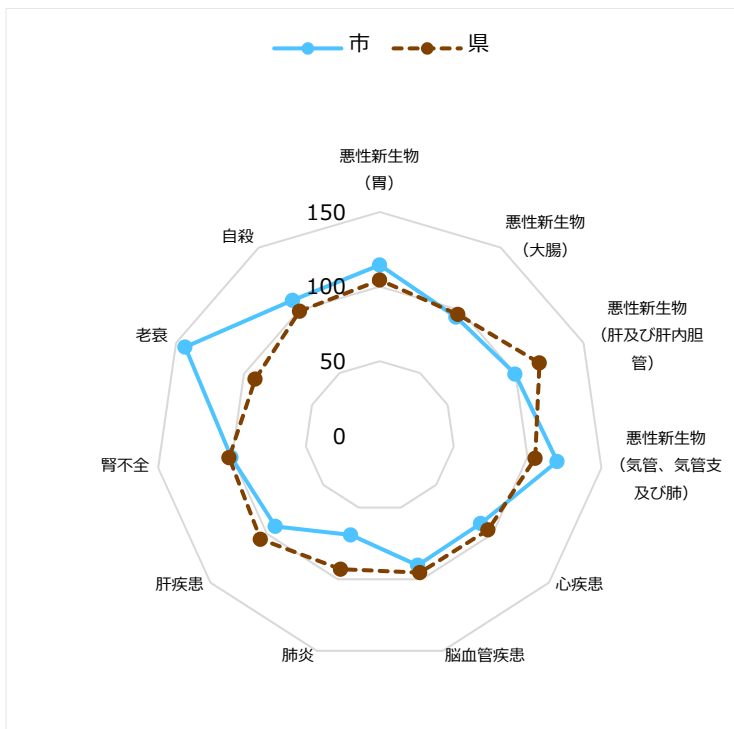 市 県
悪性新生物
（胃）
悪性新生物
（大腸）
悪性新生物
（肝及び肝内胆
管）
悪性新生物
（気管、気管支
及び肺）
心疾患
脳血管疾患
肺炎
肝疾患
腎不全
老衰
自殺
150
100
50
0